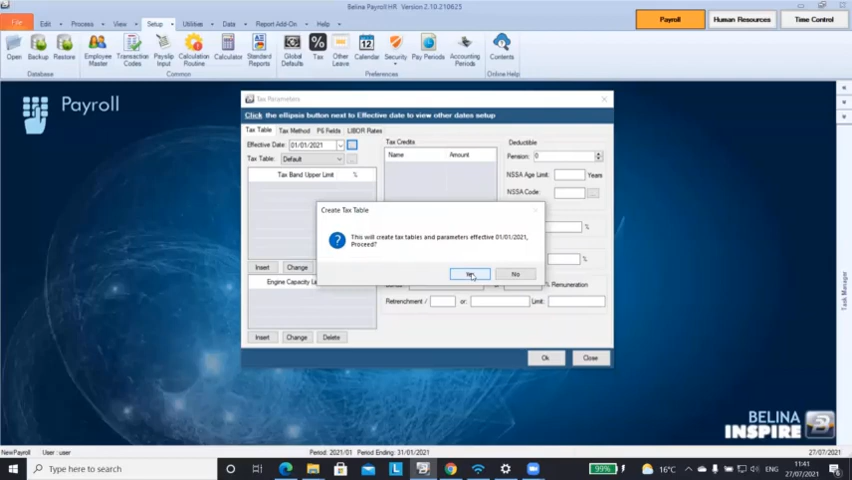 Belina Payroll HR Version 2.10.210625
File Edit Process View Setup Utilities Data Report Add-On Help
Payroll Human Resources Time Control
Open Backup Restore Employee Master Transaction Codes Payslip Input Calculation Routine Calculator Standard Reports Global Defaults Tax Other Leave Calendar Security Pay Periods Accounting Periods Contents
Database Common Preferences Online Help
Payroll
Tax Parameters
Click the ellipsis button next to Effective date to view other dates setup
Tax Table Tax Method PS Fields LIBOR Rates
Effective Date: 01/01/2021
Tax Table: Default ...
Tax Band Upper Limit %
Tax Credits
Name Amount
Deductible
Pension: 0
NSSA Age Limit: Years
NSSA Code: ...
%
%
Create Tax Table
This will create tax tables and parameters effective 01/01/2021,
Proceed?
Yes No
Insert Change
Engine Capacity
% Remuneration
Retrenchment / or: Limit:
Insert Change Delete
Ok Close
Task Manager
BELINA
INSPIRE
NewPayroll User : user Period: 2021/01 Period Ending: 31/01/2021 27/07/2021
Type here to search
99% 16°C ENG
11:41
27/07/2021